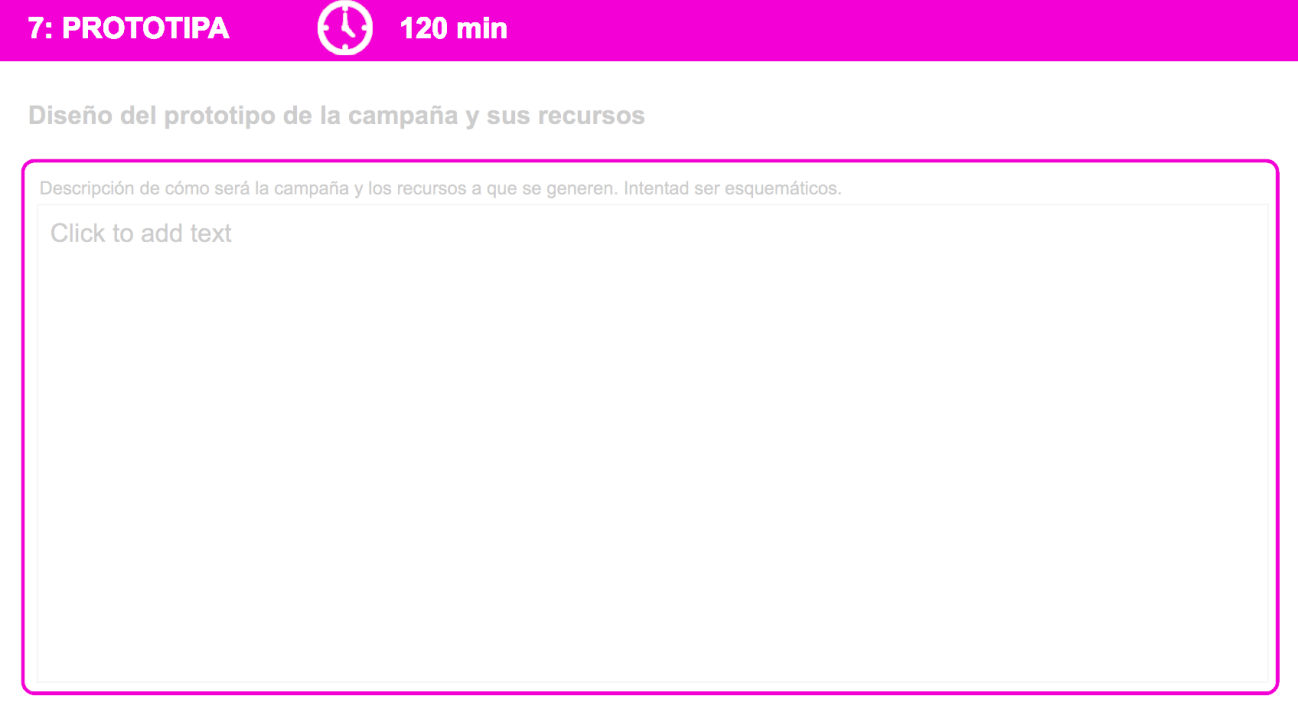 7: PROTOTIPA 120 min
Diseño del prototipo de la campaña y sus recursos
Descripción de cómo será la campaña y los recursos a que se generen. Intentad ser esquemáticos.
Click to add text